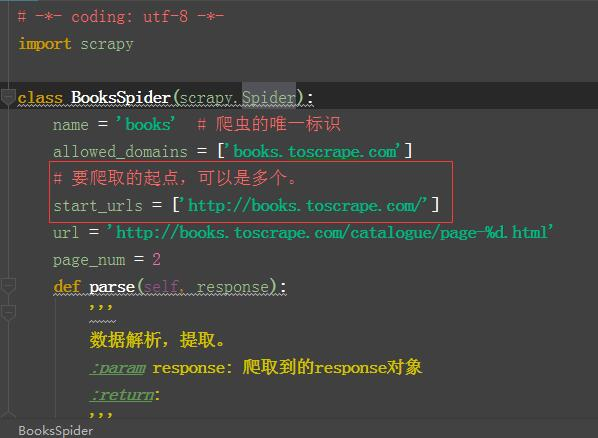 # -*- coding: utf-8 -*-
import scrapy
class BooksSpider(scrapy.Spider):
name = 'books'  # 爬虫的唯一标识
allowed_domains = ['books.toscrape.com']
# 要爬取的起点，可以是多个。
start_urls = ['http://books.toscrape.com/']
url = 'http://books.toscrape.com/catalogue/page-%d.html'
page_num = 2
def parse(self, response):
'''
数据解析，提取。
:param response: 爬取到的response对象
:return:
'''
BooksSpider